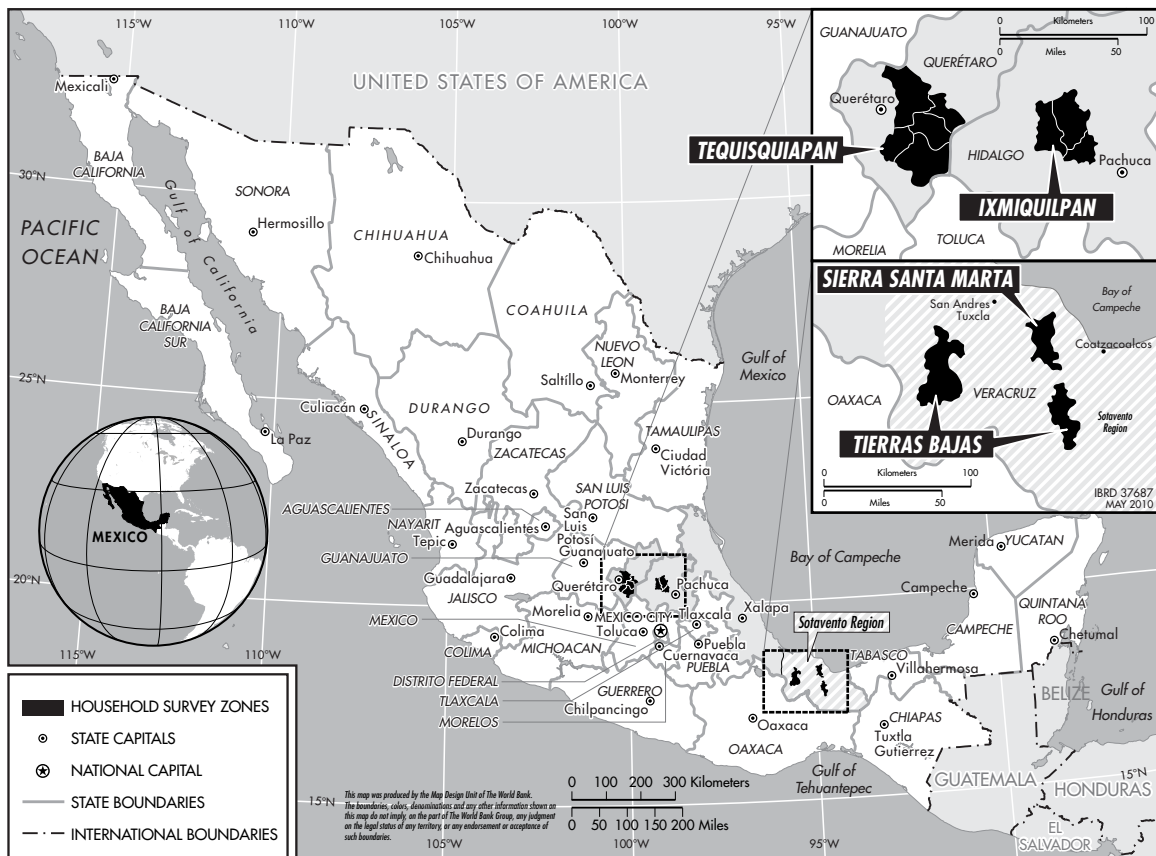 115°W
110°W
105°W
100°W
95°W
UNITED STATES OF AMERICA
Mexicali
BAJA
CALIFORNIA
30°N
PACIFIC
OCEAN
Gulf of California
SONORA
Hermosillo
CHIHUAHUA
Chihuahua
COAHUILA
NUEVO
LEON
Monterrey
Saltíllo
BAJA
CALIFORNIA
SUR
25°N
La Paz
Culiacán
SINALOA
DURANGO
Durango
ZACATECAS
Zacatecas
TAMAULIPAS
Ciudad
Victória
Gulf of
Mexico
SAN LUIS
POTOSI
San
Luis
Potosí
AGUASCALIENTES
Aguascalientes
NAYARIT
Tepic
GUANAJUATO
Guanajuato
20°N
Guadalajara
JALISCO
Querétaro
Pachuca
Morelia
MEXICO CITY
Tlaxcala
Xalapa
MEXICO
Toluca
Colima
COLIMA
MICHOACAN
Cuernavaca
Puebla
PUEBLA
DISTRITO FEDERAL
TLAXCALA
MORELOS
GUERRERO
Chilpancingo
Oaxaca
OAXACA
Sotavento Region
TABASCO
Villahermosa
CHIAPAS
Tuxtla
Gutierrez
Bay of Campeche
Merida
YUCATAN
Campeche
CAMPECHE
QUINTANA
ROO
Chetumal
BELIZE
Gulf of
Honduras
GUATEMALA
HONDURAS
15°N
EL
SALVADOR
Gulf of
Tehuantepec
MEXICO
115°W
110°W
15°N
105°W
100°W
95°W
HOUSEHOLD SURVEY ZONES
STATE CAPITALS
NATIONAL CAPITAL
STATE BOUNDARIES
INTERNATIONAL BOUNDARIES
This map was produced by the Map Design Unit of The World Bank.
The boundaries, colors, denominations and any other information shown on
this map do not imply, on the part of The World Bank Group, any judgment
on the legal status of any territory, or any endorsement or acceptance of
such boundaries.
0 100 200 300 Kilometers
0 50 100 150 200 Miles
0 Kilometers 100
0 Miles 50
GUANAJUATO
QUERÉTARO
Querétaro
TEQUISQUIAPAN
HIDALGO
Pachuca
IXMIQUILPAN
MORELIA
TOLUCA
SIERRA SANTA MARTA
San Andres
Tuxcla
Bay of
Campeche
Coatzacoalcos
OAXACA
VERACRUZ
Sotavento
Region
TIERRAS BAJAS
0 Kilometers 100
0 Miles 50
IBRD 37687
MAY 2010